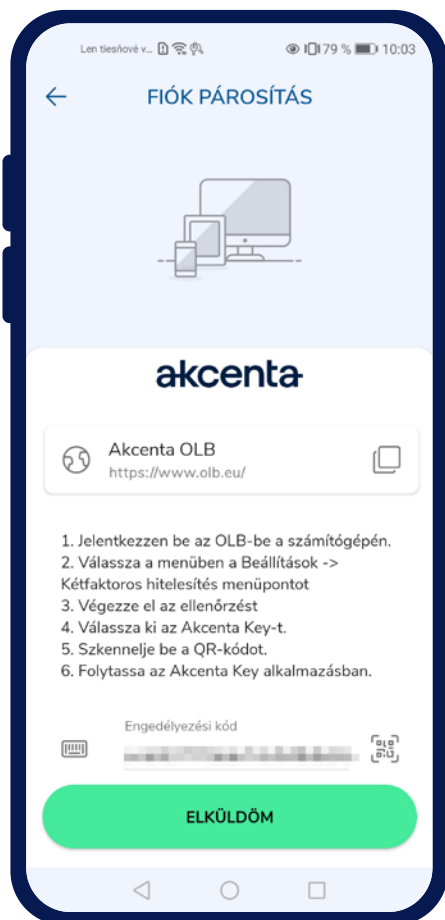 Len tiesňové v... 79 % 10:03
FIÓK PÁROSÍTÁS
akcenta
Akcenta OLB
https://www.olb.eu/
1. Jelentkezzen be az OLB-be a számítógépén.
2. Válassza a menüben a Beállítások ->
Kétfaktoros hitelesítés menüpontot
3. Végezze el az ellenőrzést
4. Válassza ki az Akcenta Key-t.
5. Szkennelje be a QR-kódot.
6. Folytassa az Akcenta Key alkalmazásban.
Engedélyezési kód
ELKÜLDÖM